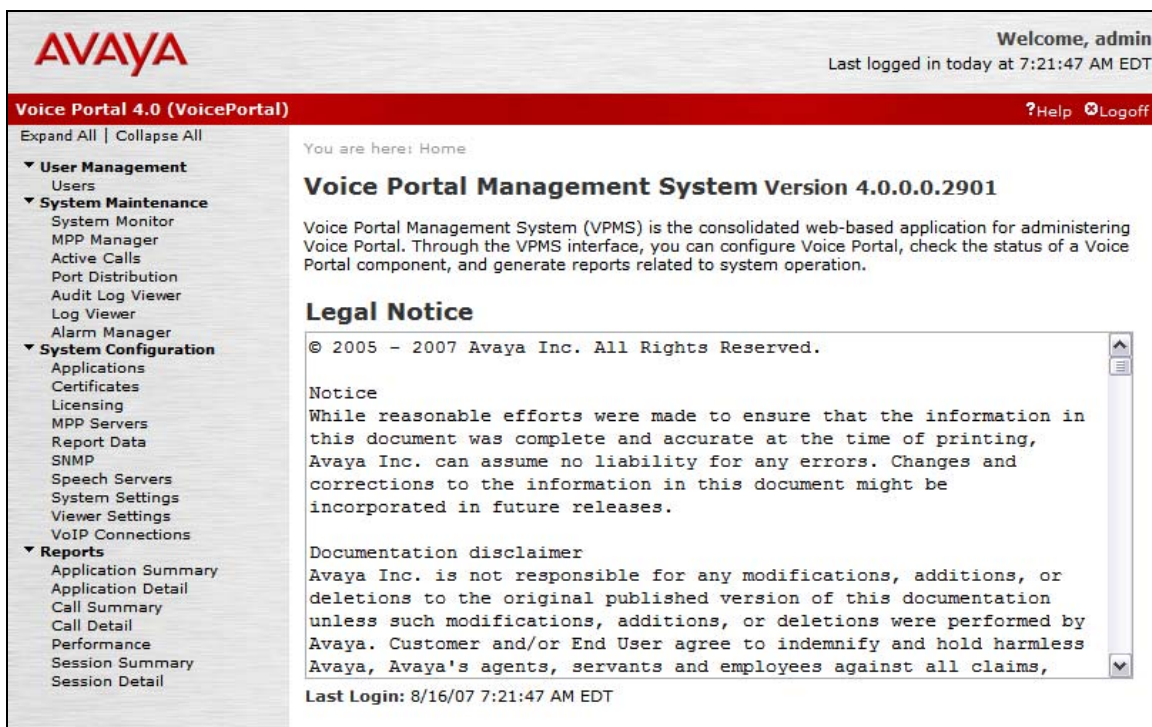 AVAYA
Welcome, admin
Last logged in today at 7:21:47 AM EDT
Voice Portal 4.0 (VoicePortal)
?Help Logoff
Expand All | Collapse All
User Management
Users
System Maintenance
System Monitor
MPP Manager
Active Calls
Port Distribution
Audit Log Viewer
Log Viewer
Alarm Manager
System Configuration
Applications
Certificates
Licensing
MPP Servers
Report Data
SNMP
Speech Servers
System Settings
Viewer Settings
VoIP Connections
Reports
Application Summary
Application Detail
Call Summary
Call Detail
Performance
Session Summary
Session Detail
You are here: Home
Voice Portal Management System Version 4.0.0.0.2901
Voice Portal Management System (VPMS) is the consolidated web-based application for administering
Voice Portal. Through the VPMS interface, you can configure Voice Portal, check the status of a Voice
Portal component, and generate reports related to system operation.
Legal Notice
© 2005 - 2007 Avaya Inc. All Rights Reserved.
Notice
While reasonable efforts were made to ensure that the information in
this document was complete and accurate at the time of printing,
Avaya Inc. can assume no liability for any errors. Changes and
corrections to the information in this document might be
incorporated in future releases.
Documentation disclaimer
Avaya Inc. is not responsible for any modifications, additions, or
deletions to the original published version of this documentation
unless such modifications, additions, or deletions were performed by
Avaya. Customer and/or End User agree to indemnify and hold harmless
Avaya, Avaya's agents, servants and employees against all claims,
Last Login: 8/16/07 7:21:47 AM EDT